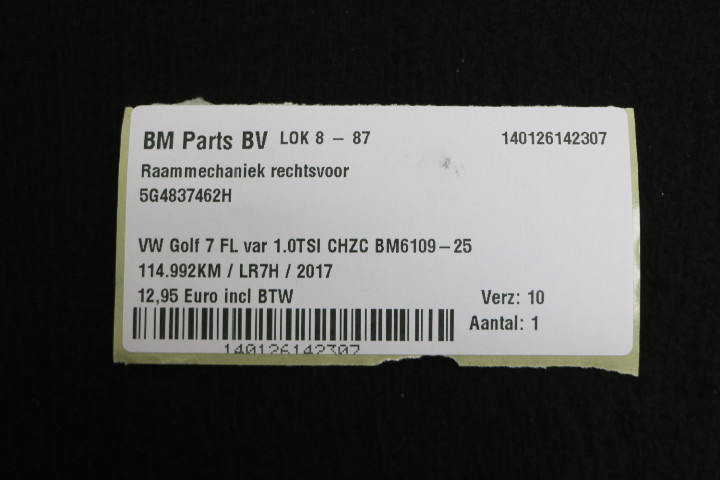 BM Parts BV LOK 8 - 87 140126142307
Raammechaniek rechtsvoor
5G4837462H
VW Golf 7 FL var 1.0TSI CHZC BM6109-25
114.992KM / LR7H / 2017
12,95 Euro incl BTW Verz: 10
Aantal: 1
140126142307